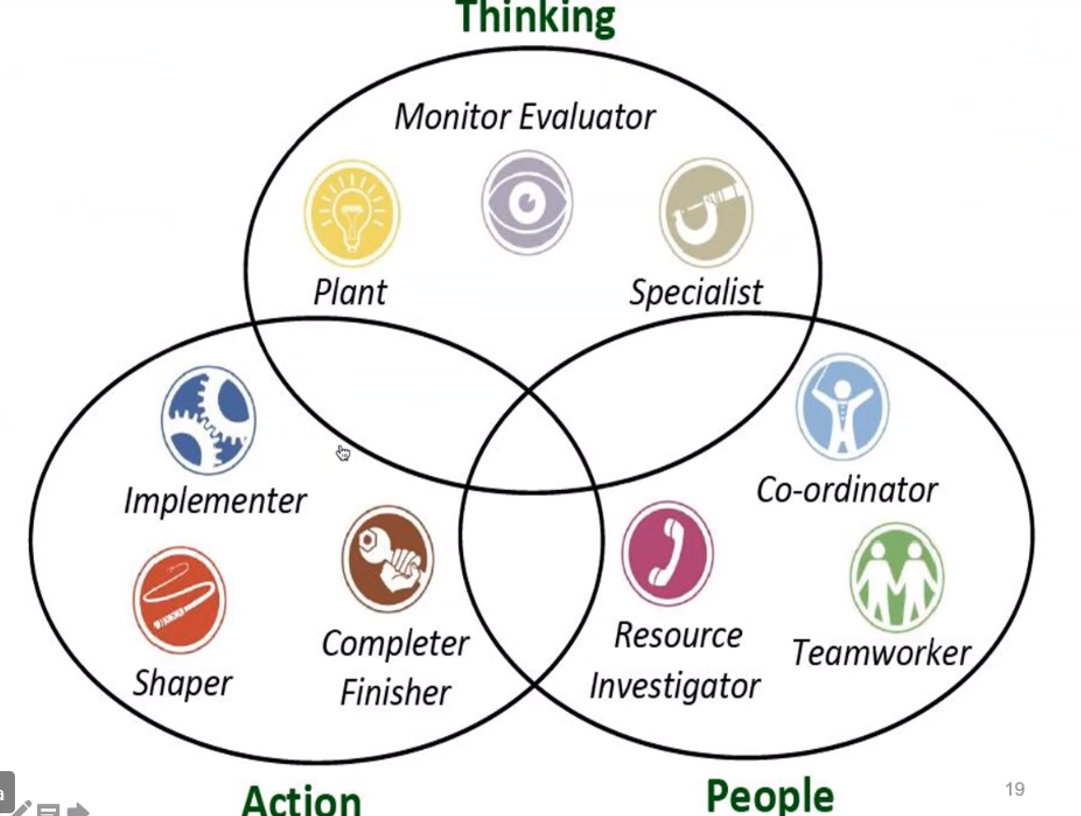 Thinking
Monitor Evaluator
Plant
Specialist
Implementer
Co-ordinator
Shaper
Completer
Finisher
Resource
Investigator
Teamworker
Action
People
19
a